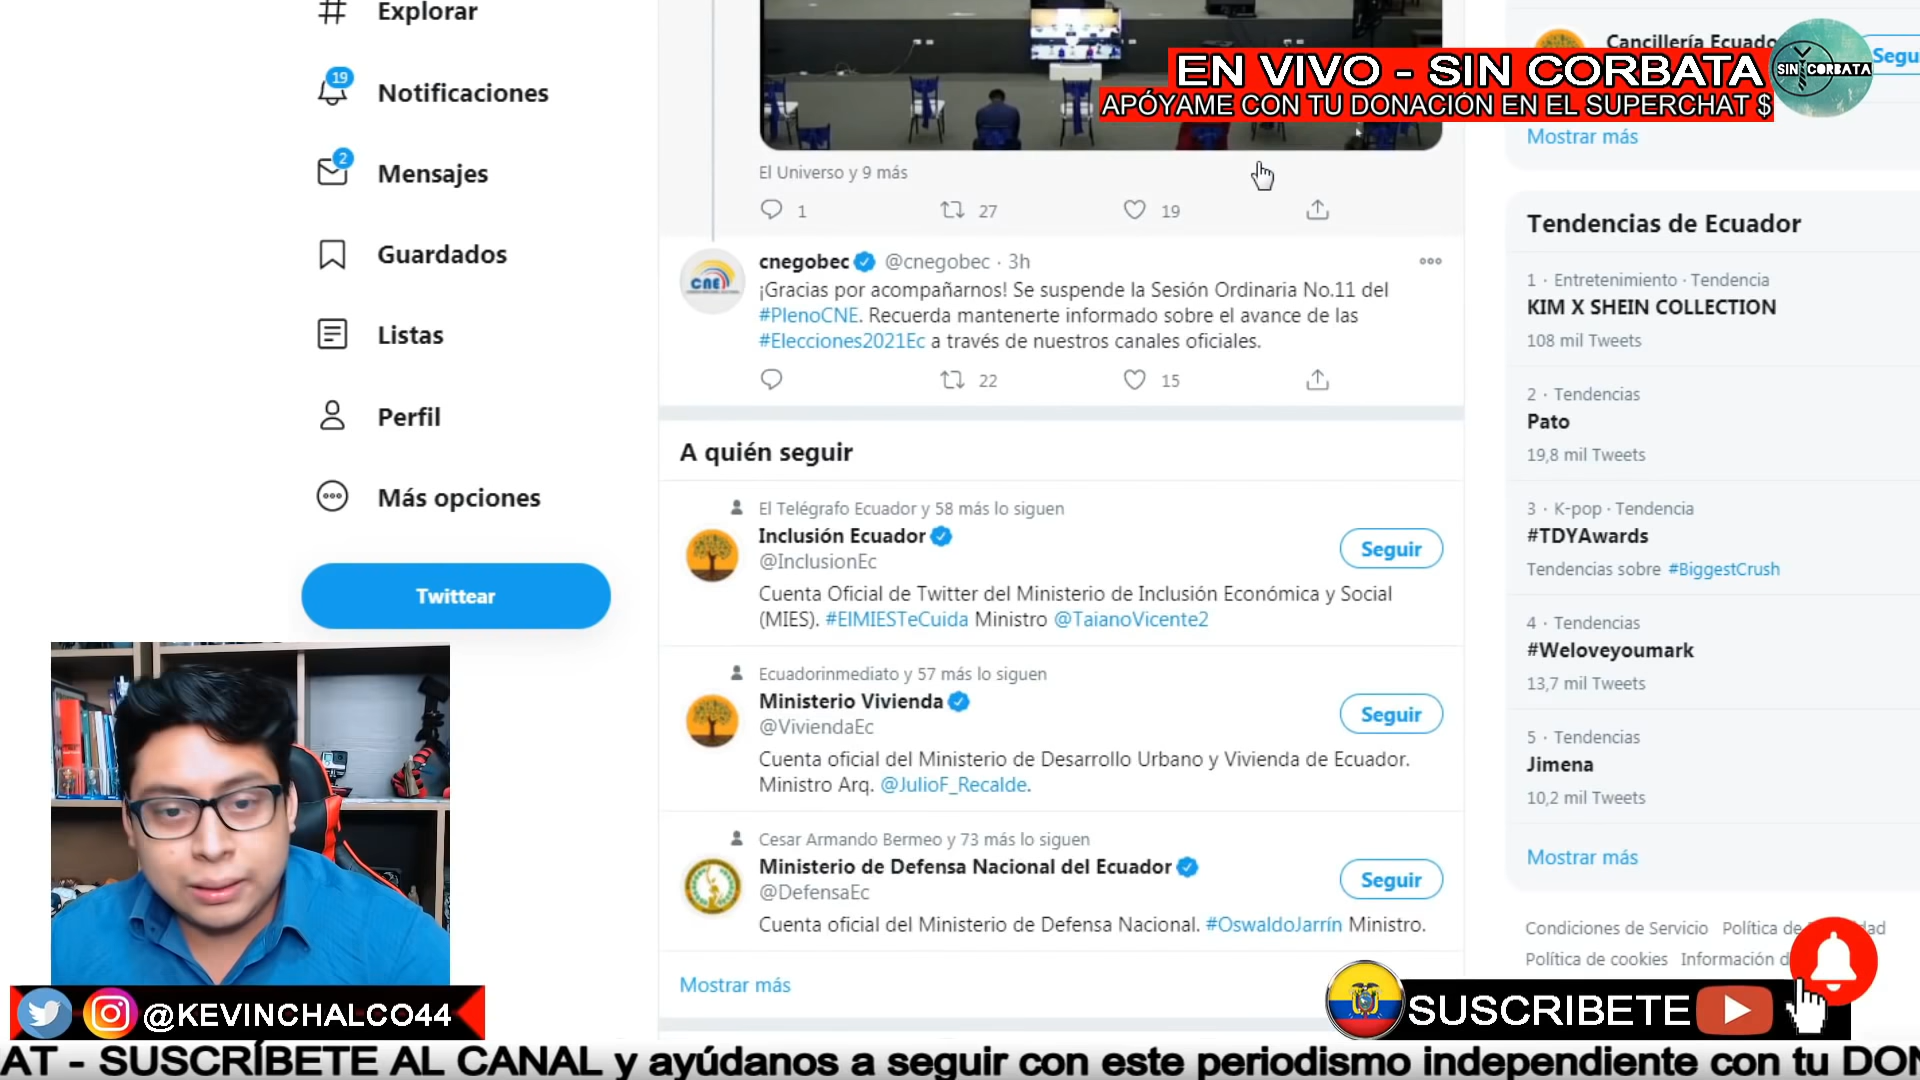 Explorar
19
Notificaciones
2
Mensajes
Guardados
Listas
Perfil
Más opciones
Twittear
El Universo y 9 más
1 27 19
cnegobec @cnegobec · 3h
¡Gracias por acompañarnos! Se suspende la Sesión Ordinaria No.11 del
#PlenoCNE. Recuerda mantenerte informado sobre el avance de las
#Elecciones2021Ec a través de nuestros canales oficiales.
CNE
22 15
A quién seguir
El Telégrafo Ecuador y 58 más lo siguen
Inclusión Ecuador
@InclusionEc
Seguir
Cuenta Oficial de Twitter del Ministerio de Inclusión Económica y Social
(MIES). #ElMIESTeCuida Ministro @TaianoVicente2
Ecuadorinmediato y 57 más lo siguen
Ministerio Vivienda
@ViviendaEc
Seguir
Cuenta oficial del Ministerio de Desarrollo Urbano y Vivienda de Ecuador.
Ministro Arq. @JulioF_Recalde.
Cesar Armando Bermeo y 73 más lo siguen
Ministerio de Defensa Nacional del Ecuador
@DefensaEc
Seguir
Cuenta oficial del Ministerio de Defensa Nacional. #OswaldoJarrín Ministro.
Mostrar más
Cancillería Ecuado
Segu
EN VIVO - SIN CORBATA
APÓYAME CON TU DONACIÓN EN EL SUPERCHAT $
SIN CORBATA
Mostrar más
Tendencias de Ecuador
1 · Entretenimiento · Tendencia
KIM X SHEIN COLLECTION
108 mil Tweets
2 · Tendencias
Pato
19,8 mil Tweets
3 · K-pop · Tendencia
#TDYAwards
Tendencias sobre #BiggestCrush
4 · Tendencias
#Weloveyoumark
13,7 mil Tweets
5 · Tendencias
Jimena
10,2 mil Tweets
Mostrar más
Condiciones de Servicio Política de dad
Política de cookies Información d
@KEVINCHALCO44
SUSCRIBETE
AT - SUSCRÍBETE AL CANAL y ayúdanos a seguir con este periodismo independiente con tu DON